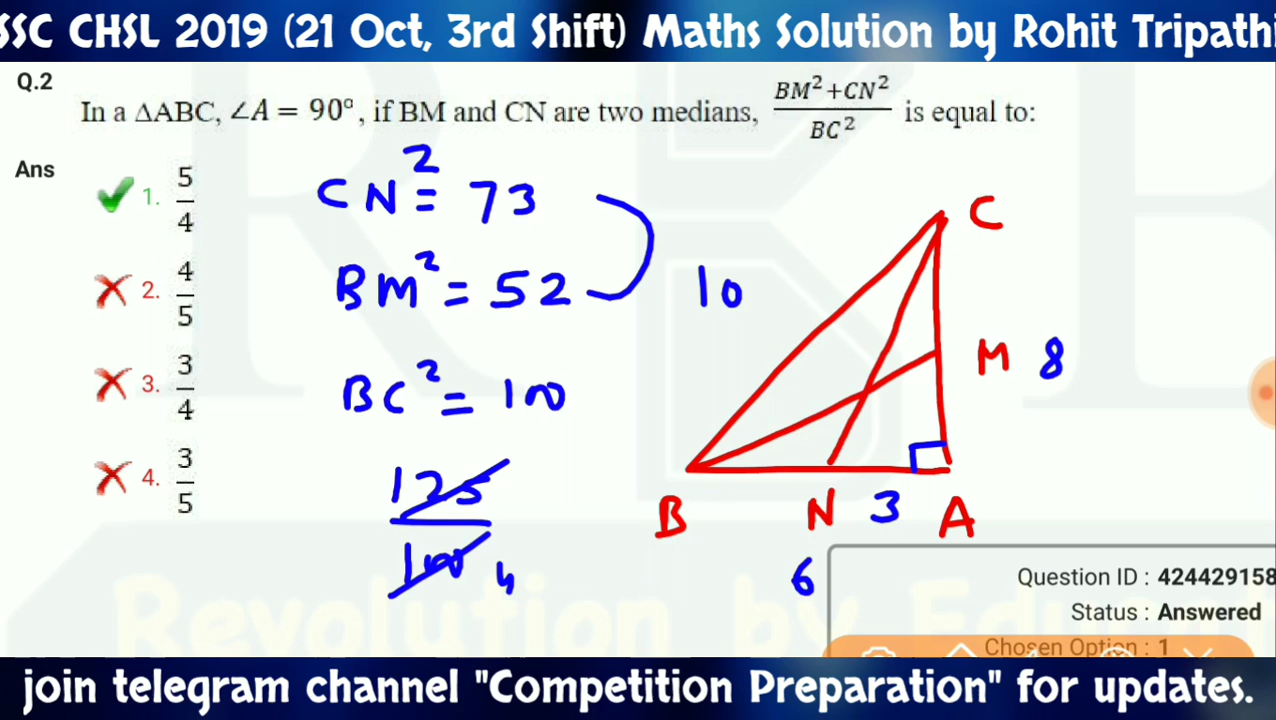 SSC CHSL 2019 (21 Oct, 3rd Shift) Maths Solution by Rohit Tripathi
Q.2
In a ΔABC, ∠A = 90°, if BM and CN are two medians, (BM²+CN²)/BC² is equal to:
Ans
1. 5/4
2. 4/5
3. 3/4
4. 3/5
CN² = 73
BM² = 52
BC² = 100
125/100 4
10
C
M 8
B N 3 A
6
Question ID : 424429158
Status : Answered
Chosen Option : 1
Revolution by Ed
join telegram channel "Competition Preparation" for updates.